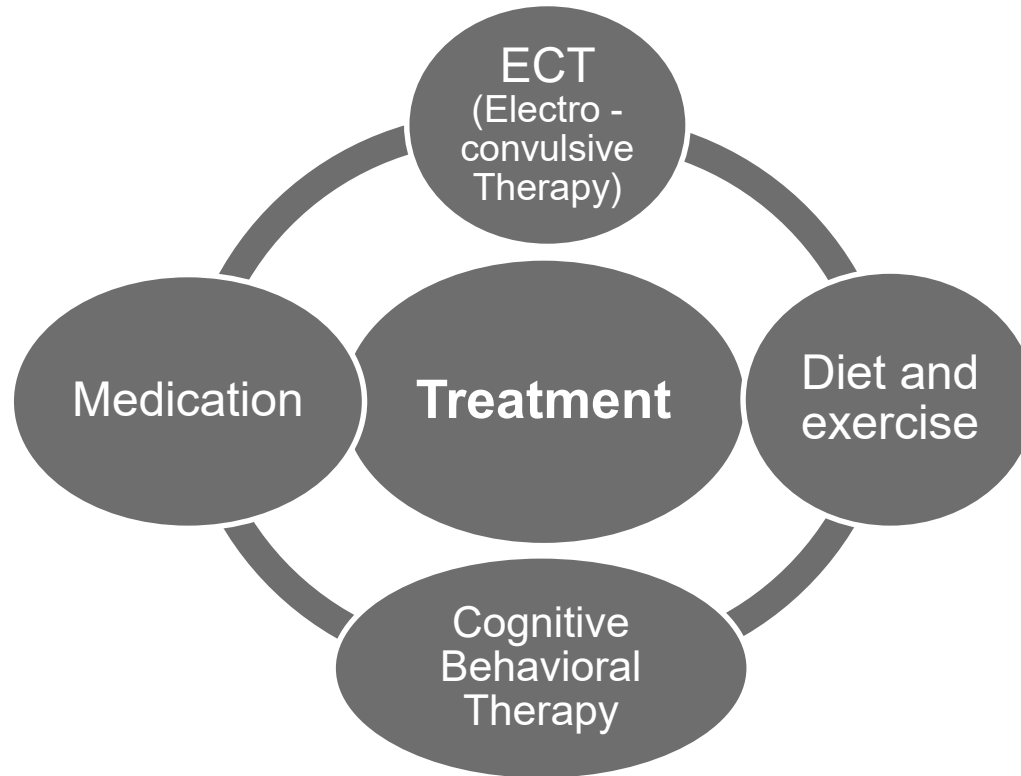 ECT
(Electro -
convulsive
Therapy)
Medication
Treatment
Diet and
exercise
Cognitive
Behavioral
Therapy